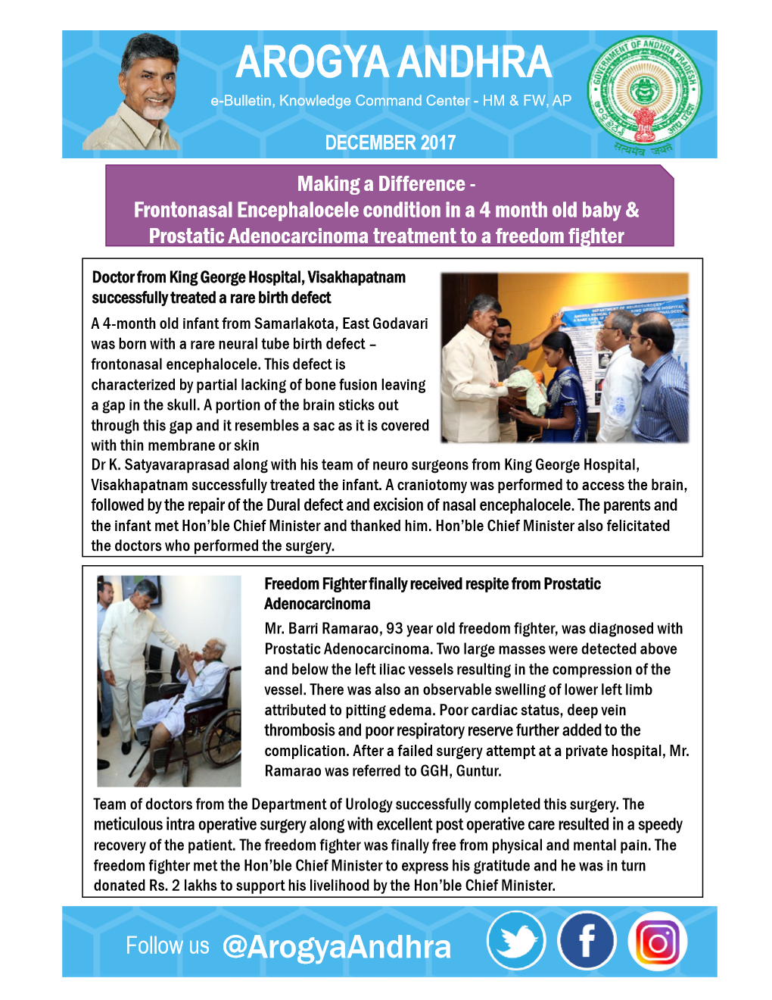 AROGYA ANDHRA
e-Bulletin, Knowledge Command Center - HM & FW, AP
DECEMBER 2017
GOVERNMENT OF ANDHRA PRADESH
सत्यमेव जयते
Making a Difference -
Frontonasal Encephalocele condition in a 4 month old baby &
Prostatic Adenocarcinoma treatment to a freedom fighter
Doctor from King George Hospital, Visakhapatnam
successfully treated a rare birth defect
A 4-month old infant from Samarlakota, East Godavari
was born with a rare neural tube birth defect –
frontonasal encephalocele. This defect is
characterized by partial lacking of bone fusion leaving
a gap in the skull. A portion of the brain sticks out
through this gap and it resembles a sac as it is covered
with thin membrane or skin
DEPARTMENT OF NEUROSURGERY
Dr K. Satyavaraprasad along with his team of neuro surgeons from King George Hospital,
Visakhapatnam successfully treated the infant. A craniotomy was performed to access the brain,
followed by the repair of the Dural defect and excision of nasal encephalocele. The parents and
the infant met Hon’ble Chief Minister and thanked him. Hon’ble Chief Minister also felicitated
the doctors who performed the surgery.
Freedom Fighter finally received respite from Prostatic
Adenocarcinoma
Mr. Barri Ramarao, 93 year old freedom fighter, was diagnosed with
Prostatic Adenocarcinoma. Two large masses were detected above
and below the left iliac vessels resulting in the compression of the
vessel. There was also an observable swelling of lower left limb
attributed to pitting edema. Poor cardiac status, deep vein
thrombosis and poor respiratory reserve further added to the
complication. After a failed surgery attempt at a private hospital, Mr.
Ramarao was referred to GGH, Guntur.
Team of doctors from the Department of Urology successfully completed this surgery. The
meticulous intra operative surgery along with excellent post operative care resulted in a speedy
recovery of the patient. The freedom fighter was finally free from physical and mental pain. The
freedom fighter met the Hon’ble Chief Minister to express his gratitude and he was in turn
donated Rs. 2 lakhs to support his livelihood by the Hon’ble Chief Minister.
Follow us @ArogyaAndhra